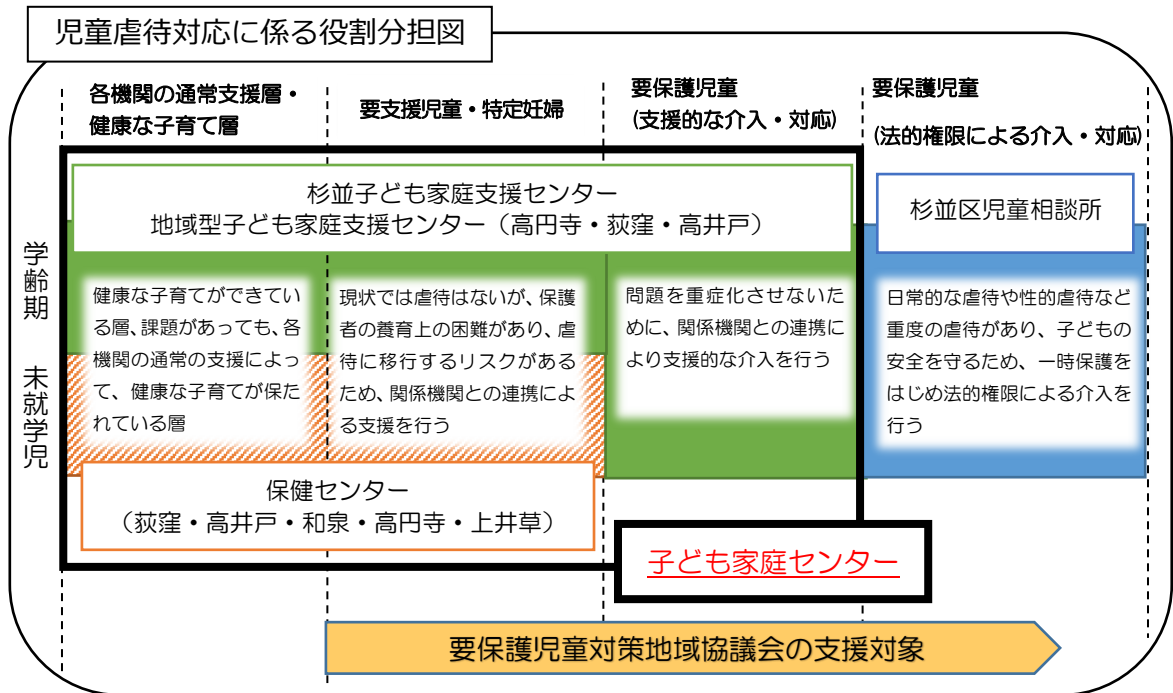 児童虐待対応に係る役割分担図
各機関の通常支援層・
健康な子育て層
要支援児童・特定妊婦
要保護児童
(支援的な介入・対応)
要保護児童
(法的権限による介入・対応)
杉並子ども家庭支援センター
地域型子ども家庭支援センター（高円寺・荻窪・高井戸）
杉並区児童相談所
学齢期
未就学児
健康な子育てができてい
る層、課題があっても、各
機関の通常の支援によっ
て、健康な子育てが保た
れている層
現状では虐待はないが、保護
者の養育上の困難があり、虐
待に移行するリスクがある
ため、関係機関との連携によ
る支援を行う
問題を重症化させないた
めに、関係機関との連携に
より支援的な介入を行う
日常的な虐待や性的虐待など
重度の虐待があり、子どもの
安全を守るため、一時保護を
はじめ法的権限による介入を
行う
保健センター
（荻窪・高井戸・和泉・高円寺・上井草）
子ども家庭センター
要保護児童対策地域協議会の支援対象